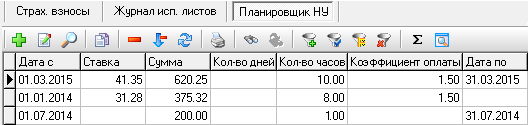 Страх. взносы Журнал исп. листов Планировщик НУ
Σ
Дата с Ставка Сумма Кол-во дней Кол-во часов Коэффициент оплаты Дата по
01.03.2015 41.35 620.25 10.00 1.50 31.03.2015
01.01.2014 31.28 375.32 8.00 1.50
01.07.2014 200.00 1.00 31.07.2014